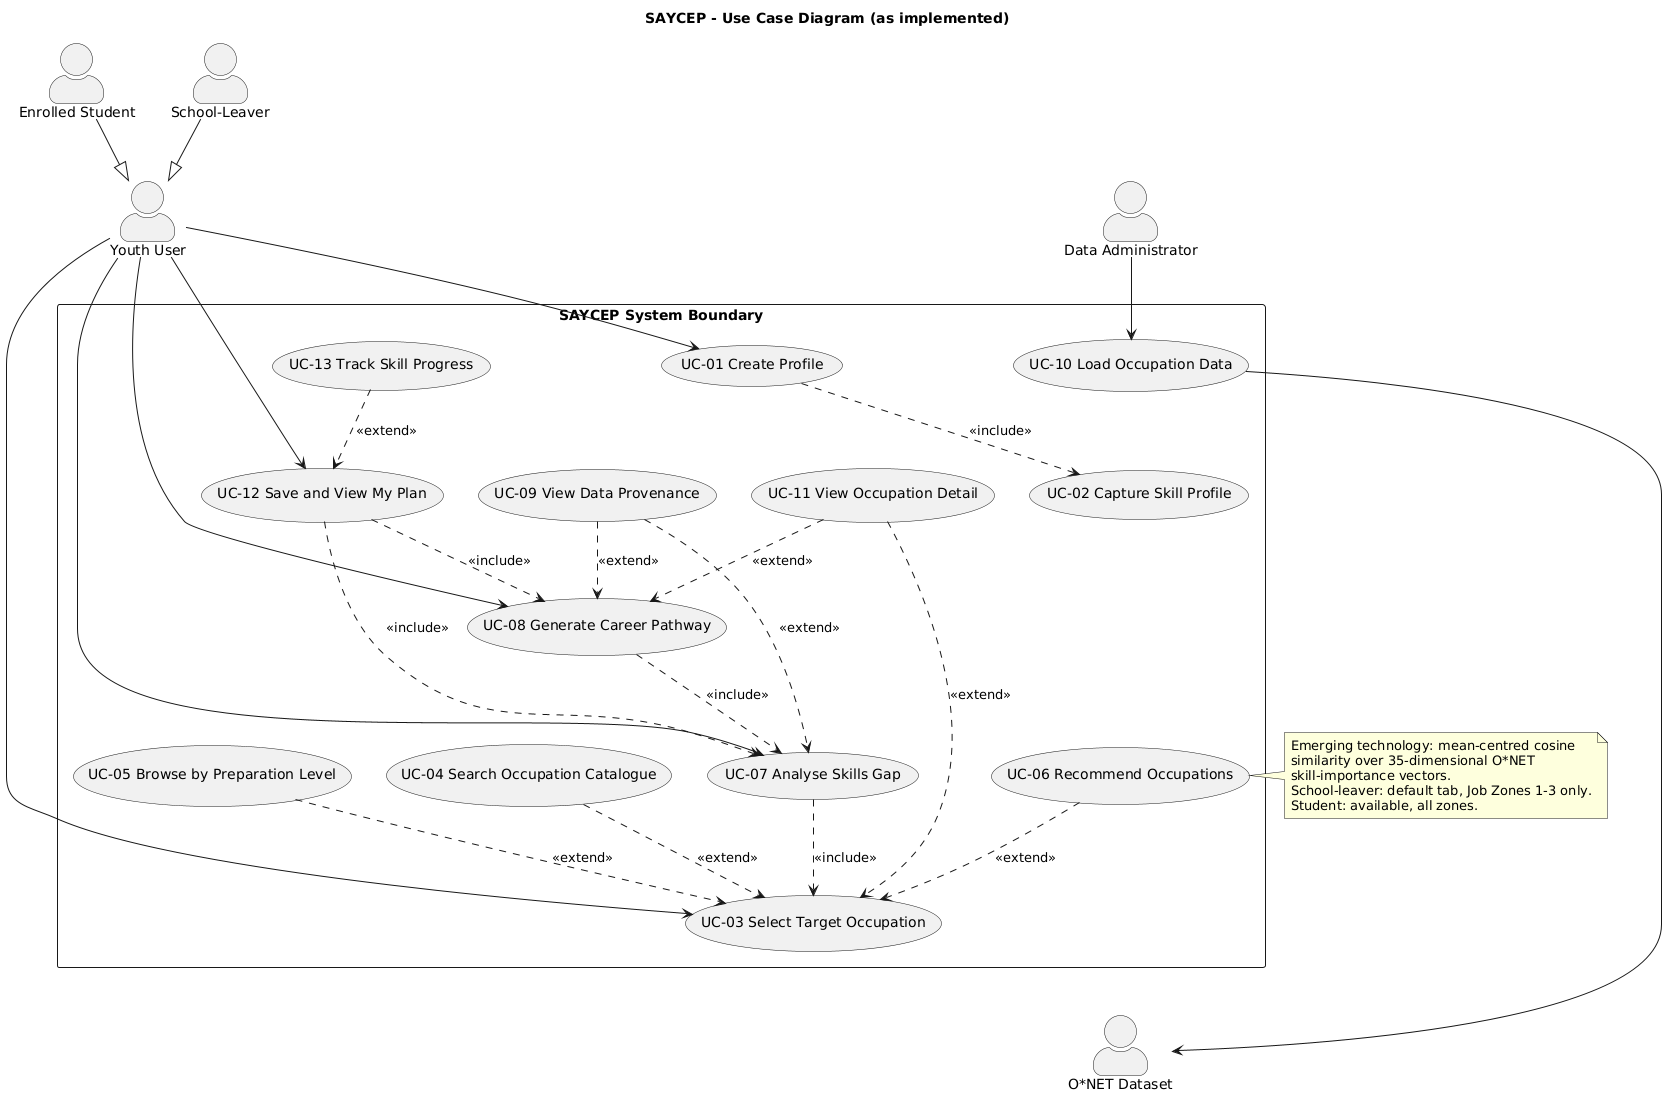 SAYCEP - Use Case Diagram (as implemented)
Enrolled Student
School-Leaver
Youth User
Data Administrator
SAYCEP System Boundary
UC-13 Track Skill Progress
UC-01 Create Profile
UC-10 Load Occupation Data
«extend»
«include»
UC-12 Save and View My Plan
UC-09 View Data Provenance
UC-11 View Occupation Detail
UC-02 Capture Skill Profile
«include»
«extend»
«extend»
UC-08 Generate Career Pathway
«include»
«extend»
«include»
«extend»
UC-05 Browse by Preparation Level
UC-04 Search Occupation Catalogue
UC-07 Analyse Skills Gap
UC-06 Recommend Occupations
Emerging technology: mean-centred cosine
similarity over 35-dimensional O*NET
skill-importance vectors.
School-leaver: default tab, Job Zones 1-3 only.
Student: available, all zones.
«extend»
«extend»
«include»
«extend»
UC-03 Select Target Occupation
O*NET Dataset